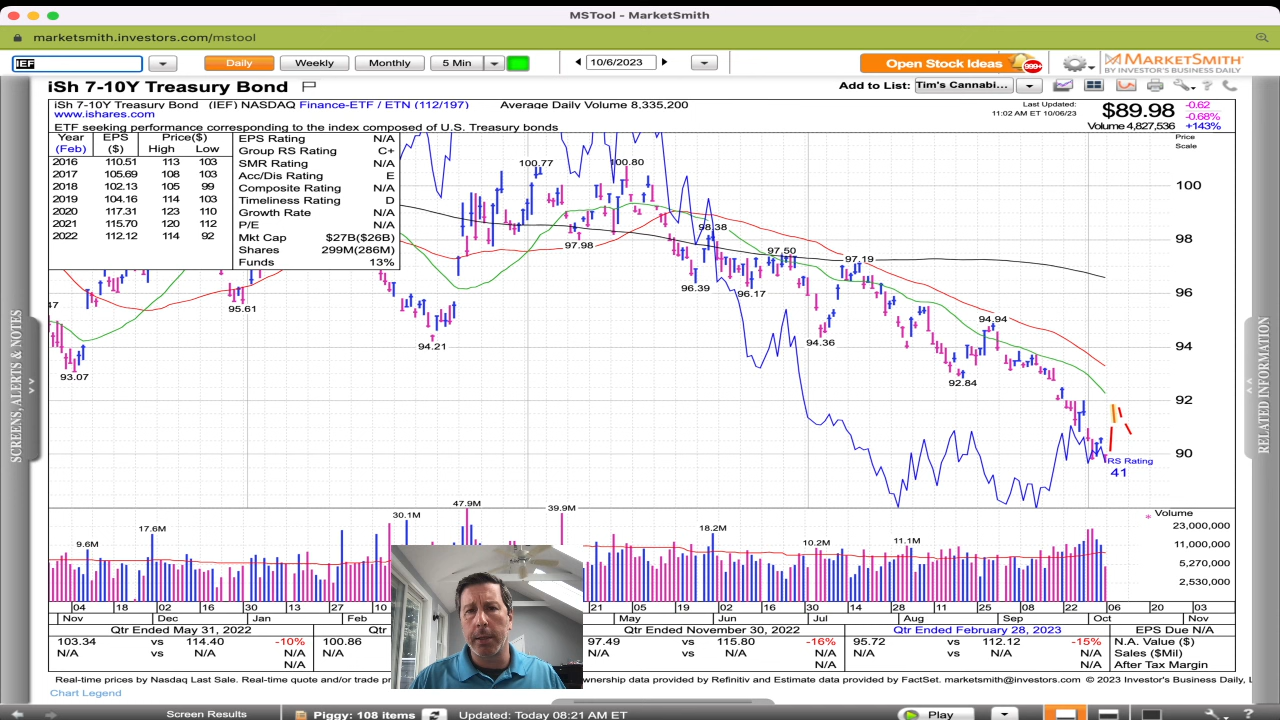 MSTool - MarketSmith
marketsmith.investors.com/mstool
IEF Daily Weekly Monthly 5 Min 10/6/2023 Open Stock Ideas 999+ MARKETSMITH
BY INVESTOR'S BUSINESS DAILY
iSh 7-10Y Treasury Bond Add to List: Tim's Cannabi...
iSh 7-10Y Treasury Bond (IEF) NASDAQ Finance-ETF / ETN (112/197) Average Daily Volume 8,335,200
www.ishares.com
ETF seeking performance corresponding to the index composed of U.S. Treasury bonds
Last Updated:
11:02 AM ET 10/06/23
$89.98 -0.62
-0.68%
Volume 4,827,536 +143%
Year EPS Price($)
(Feb) ($) High Low
2016 110.51 113 103
2017 105.69 108 103
2018 102.13 105 99
2019 104.16 114 103
2020 117.31 123 110
2021 115.70 120 112
2022 112.12 114 92
EPS Rating N/A
Group RS Rating C+
SMR Rating N/A
Acc/Dis Rating E
Composite Rating N/A
Timeliness Rating D
Growth Rate N/A
P/E N/A
Mkt Cap $27B($26B)
Shares 299M(286M)
Funds 13%
Price
Scale
100
98
96
94
92
90
47
93.07
95.61
94.21
100.77
97.98
100.80
96.39
98.38
96.17
97.50
94.36
97.19
92.84
94.94
RS Rating
41
SCREENS, ALERTS & NOTES
RELATED INFORMATION
9.6M 17.6M 30.1M 47.9M 39.9M 18.2M 10.2M 11.1M
Volume
23,000,000
11,000,000
5,270,000
2,530,000
04 18 02 16 30 13 27 10 21 05 19 02 16 30 14 28 11 25 08 22 06 20 03
Nov Dec Jan Feb May Jun Jul Aug Sep Oct Nov
Qtr Ended May 31, 2022 Qtr Qtr Ended November 30, 2022 Qtr Ended February 28, 2023 EPS Due N/A
103.34 vs 114.40 -10% 100.86 97.49 vs 115.80 -16% 95.72 vs 112.12 -15% N.A. Value ($)
N/A vs N/A N/A N/A vs N/A N/A vs N/A Sales ($Mil)
N/A N/A N/A After Tax Margin
Real-time prices by Nasdaq Last Sale. Real-time quote and/or trade pr wnership data provided by Refinitiv and Estimate data provided by FactSet. marketsmith@investors.com © 2023 Investor's Business Daily, I
Chart Legend
Screen Results Piggy: 108 items Updated: Today 08:21 AM ET Play